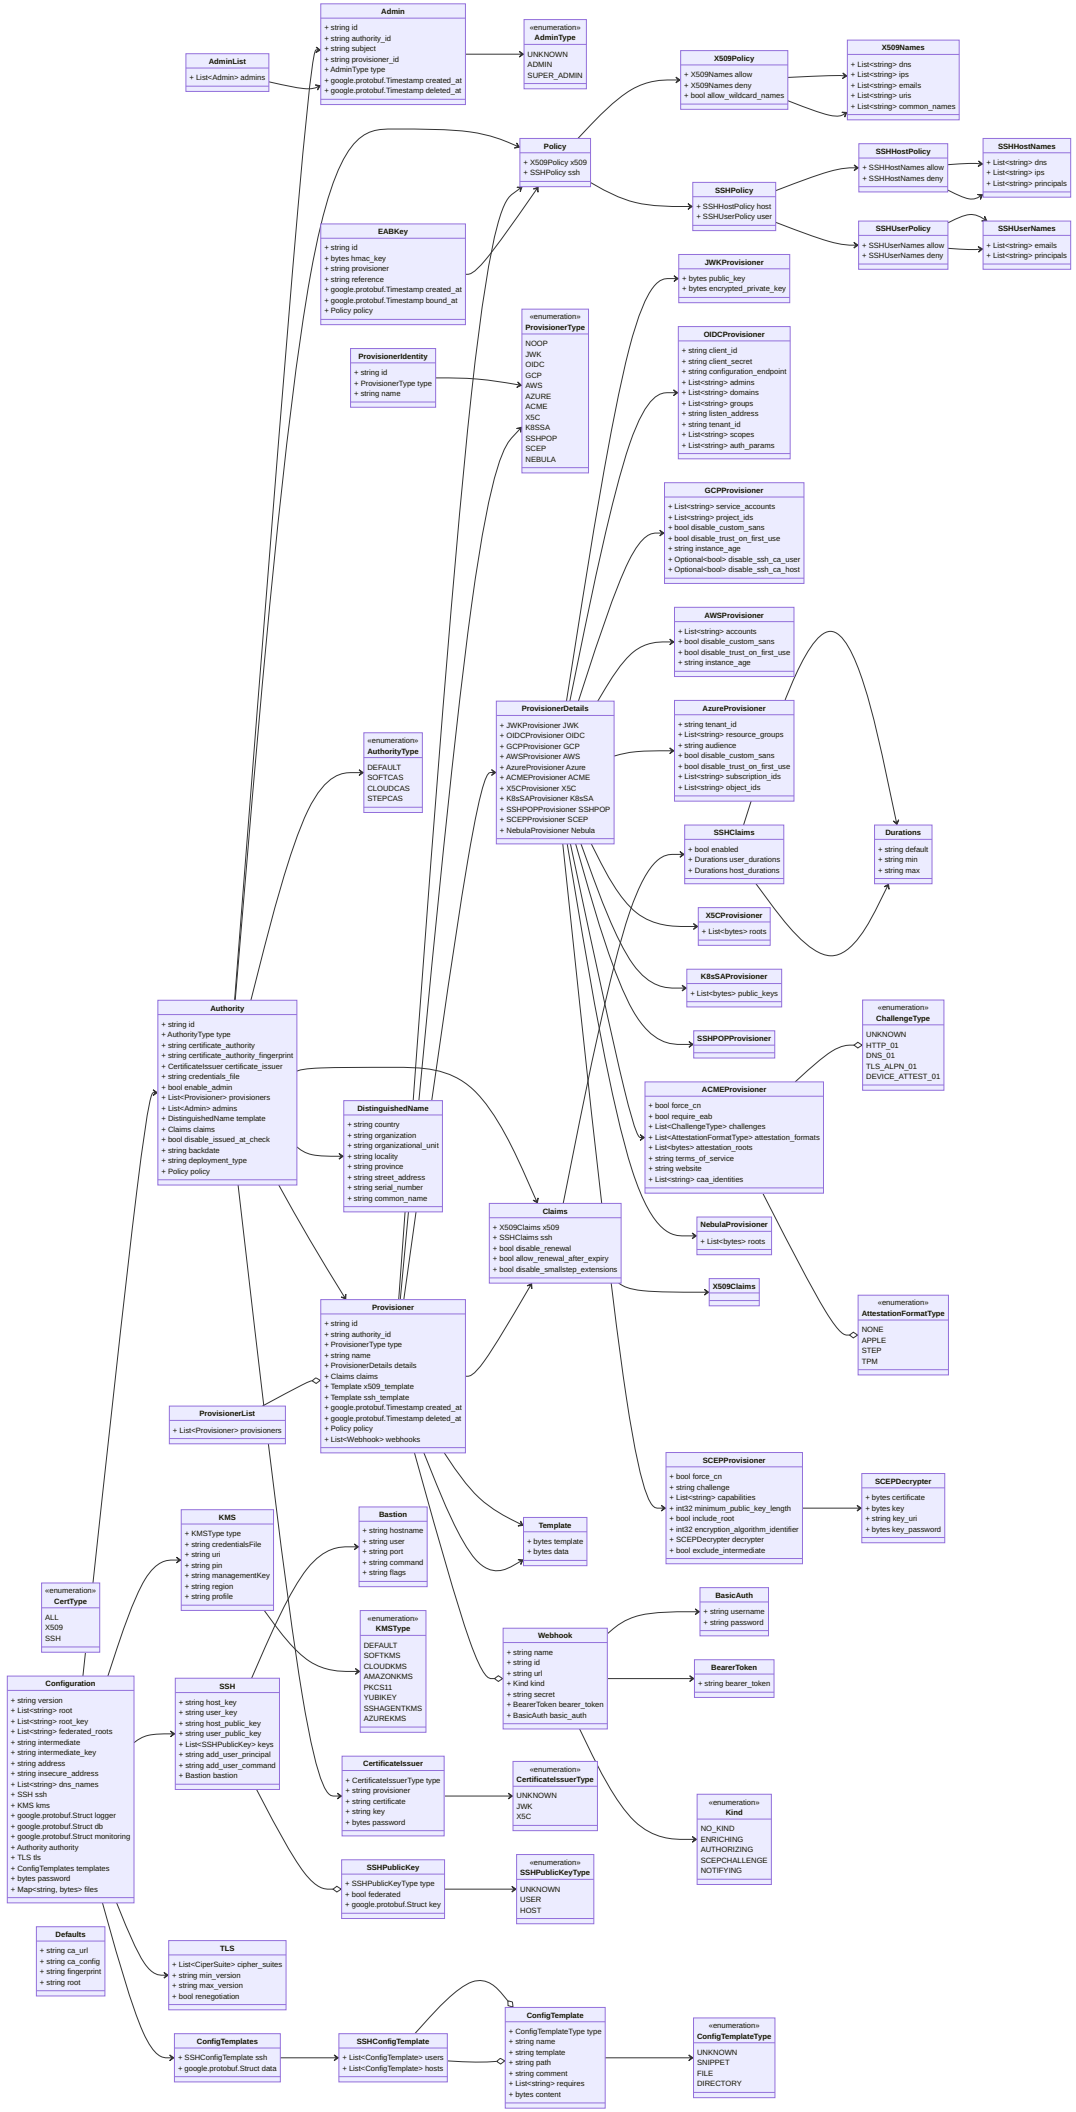 Admin
+ string id
+ string authority_id
+ string subject
+ string provisioner_id
+ AdminType type
+ google.protobuf.Timestamp created_at
+ google.protobuf.Timestamp deleted_at
«enumeration»
AdminType
UNKNOWN
ADMIN
SUPER_ADMIN
AdminList
+ List<Admin> admins
X509Policy
+ X509Names allow
+ X509Names deny
+ bool allow_wildcard_names
X509Names
+ List<string> dns
+ List<string> ips
+ List<string> emails
+ List<string> uris
+ List<string> common_names
Policy
+ X509Policy x509
+ SSHPolicy ssh
SSHPolicy
+ SSHHostPolicy host
+ SSHUserPolicy user
SSHHostPolicy
+ SSHHostNames allow
+ SSHHostNames deny
SSHHostNames
+ List<string> dns
+ List<string> ips
+ List<string> principals
SSHUserPolicy
+ SSHUserNames allow
+ SSHUserNames deny
SSHUserNames
+ List<string> emails
+ List<string> principals
EABKey
+ string id
+ bytes hmac_key
+ string provisioner
+ string reference
+ google.protobuf.Timestamp created_at
+ google.protobuf.Timestamp bound_at
+ Policy policy
JWKProvisioner
+ bytes public_key
+ bytes encrypted_private_key
«enumeration»
ProvisionerType
NOOP
JWK
OIDC
GCP
AWS
AZURE
ACME
X5C
K8SSA
SSHPOP
SCEP
NEBULA
ProvisionerIdentity
+ string id
+ ProvisionerType type
+ string name
OIDCProvisioner
+ string client_id
+ string client_secret
+ string configuration_endpoint
+ List<string> admins
+ List<string> domains
+ List<string> groups
+ string listen_address
+ string tenant_id
+ List<string> scopes
+ List<string> auth_params
GCPProvisioner
+ List<string> service_accounts
+ List<string> project_ids
+ bool disable_custom_sans
+ bool disable_trust_on_first_use
+ string instance_age
+ Optional<bool> disable_ssh_ca_user
+ Optional<bool> disable_ssh_ca_host
AWSProvisioner
+ List<string> accounts
+ bool disable_custom_sans
+ bool disable_trust_on_first_use
+ string instance_age
ProvisionerDetails
+ JWKProvisioner JWK
+ OIDCProvisioner OIDC
+ GCPProvisioner GCP
+ AWSProvisioner AWS
+ AzureProvisioner Azure
+ ACMEProvisioner ACME
+ X5CProvisioner X5C
+ K8sSAProvisioner K8sSA
+ SSHPOPProvisioner SSHPOP
+ SCEPProvisioner SCEP
+ NebulaProvisioner Nebula
AzureProvisioner
+ string tenant_id
+ List<string> resource_groups
+ string audience
+ bool disable_custom_sans
+ bool disable_trust_on_first_use
+ List<string> subscription_ids
+ List<string> object_ids
«enumeration»
AuthorityType
DEFAULT
SOFTCAS
CLOUDCAS
STEPCAS
SSHClaims
+ bool enabled
+ Durations user_durations
+ Durations host_durations
Durations
+ string default
+ string min
+ string max
X5CProvisioner
+ List<bytes> roots
K8sSAProvisioner
+ List<bytes> public_keys
SSHPOPProvisioner
«enumeration»
ChallengeType
UNKNOWN
HTTP_01
DNS_01
TLS_ALPN_01
DEVICE_ATTEST_01
Authority
+ string id
+ AuthorityType type
+ string certificate_authority
+ string certificate_authority_fingerprint
+ CertificateIssuer certificate_issuer
+ string credentials_file
+ bool enable_admin
+ List<Provisioner> provisioners
+ List<Admin> admins
+ DistinguishedName template
+ Claims claims
+ bool disable_issued_at_check
+ string backdate
+ string deployment_type
+ Policy policy
DistinguishedName
+ string country
+ string organization
+ string organizational_unit
+ string locality
+ string province
+ string street_address
+ string serial_number
+ string common_name
ACMEProvisioner
+ bool force_cn
+ bool require_eab
+ List<ChallengeType> challenges
+ List<AttestationFormatType> attestation_formats
+ List<bytes> attestation_roots
+ string terms_of_service
+ string website
+ List<string> caa_identities
Claims
+ X509Claims x509
+ SSHClaims ssh
+ bool disable_renewal
+ bool allow_renewal_after_expiry
+ bool disable_smallstep_extensions
NebulaProvisioner
+ List<bytes> roots
X509Claims
«enumeration»
AttestationFormatType
NONE
APPLE
STEP
TPM
Provisioner
+ string id
+ string authority_id
+ ProvisionerType type
+ string name
+ ProvisionerDetails details
+ Claims claims
+ Template x509_template
+ Template ssh_template
+ google.protobuf.Timestamp created_at
+ google.protobuf.Timestamp deleted_at
+ Policy policy
+ List<Webhook> webhooks
ProvisionerList
+ List<Provisioner> provisioners
SCEPProvisioner
+ bool force_cn
+ string challenge
+ List<string> capabilities
+ int32 minimum_public_key_length
+ bool include_root
+ int32 encryption_algorithm_identifier
+ SCEPDecrypter decrypter
+ bool exclude_intermediate
SCEPDecrypter
+ bytes certificate
+ bytes key
+ string key_uri
+ bytes key_password
KMS
+ KMSType type
+ string credentialsFile
+ string uri
+ string pin
+ string managementKey
+ string region
+ string profile
Bastion
+ string hostname
+ string user
+ string port
+ string command
+ string flags
Template
+ bytes template
+ bytes data
«enumeration»
CertType
ALL
X509
SSH
«enumeration»
KMSType
DEFAULT
SOFTKMS
CLOUDKMS
AMAZONKMS
PKCS11
YUBIKEY
SSHAGENTKMS
AZUREKMS
Webhook
+ string name
+ string id
+ string url
+ Kind kind
+ string secret
+ BearerToken bearer_token
+ BasicAuth basic_auth
BasicAuth
+ string username
+ string password
BearerToken
+ string bearer_token
Configuration
+ string version
+ List<string> root
+ List<string> root_key
+ List<string> federated_roots
+ string intermediate
+ string intermediate_key
+ string address
+ string insecure_address
+ List<string> dns_names
+ SSH ssh
+ KMS kms
+ google.protobuf.Struct logger
+ google.protobuf.Struct db
+ google.protobuf.Struct monitoring
+ Authority authority
+ TLS tls
+ ConfigTemplates templates
+ bytes password
+ Map<string, bytes> files
SSH
+ string host_key
+ string user_key
+ string host_public_key
+ string user_public_key
+ List<SSHPublicKey> keys
+ string add_user_principal
+ string add_user_command
+ Bastion bastion
CertificateIssuer
+ CertificateIssuerType type
+ string provisioner
+ string certificate
+ string key
+ bytes password
«enumeration»
CertificateIssuerType
UNKNOWN
JWK
X5C
«enumeration»
Kind
NO_KIND
ENRICHING
AUTHORIZING
SCEPCHALLENGE
NOTIFYING
SSHPublicKey
+ SSHPublicKeyType type
+ bool federated
+ google.protobuf.Struct key
«enumeration»
SSHPublicKeyType
UNKNOWN
USER
HOST
Defaults
+ string ca_url
+ string ca_config
+ string fingerprint
+ string root
TLS
+ List<CiperSuite> cipher_suites
+ string min_version
+ string max_version
+ bool renegotiation
ConfigTemplates
+ SSHConfigTemplate ssh
+ google.protobuf.Struct data
SSHConfigTemplate
+ List<ConfigTemplate> users
+ List<ConfigTemplate> hosts
ConfigTemplate
+ ConfigTemplateType type
+ string name
+ string template
+ string path
+ string comment
+ List<string> requires
+ bytes content
«enumeration»
ConfigTemplateType
UNKNOWN
SNIPPET
FILE
DIRECTORY